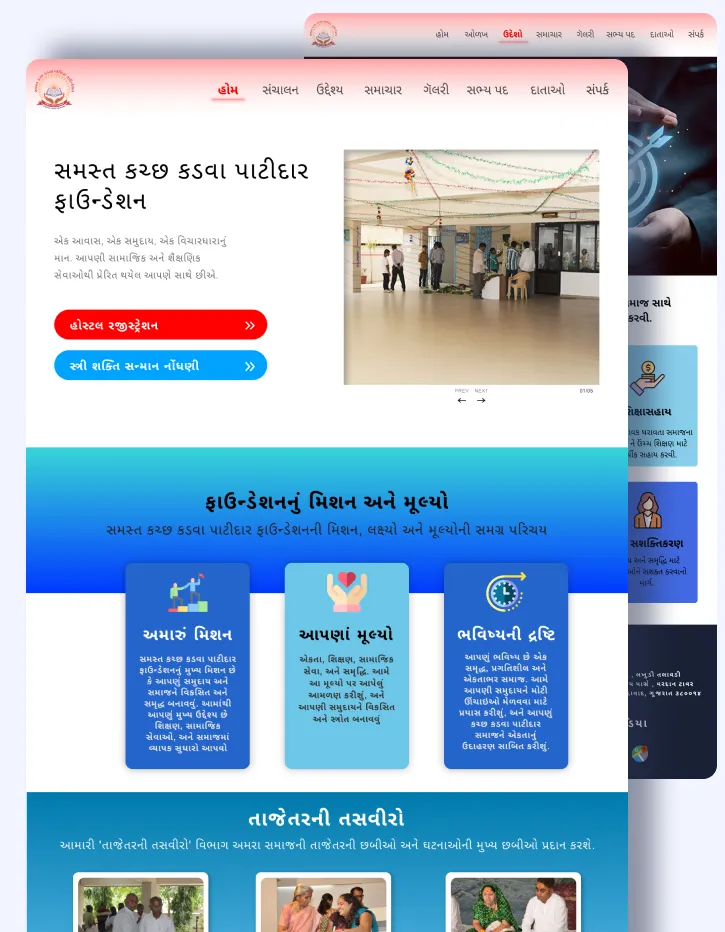 હોમ ઓળખ ઉદેશો સમાચાર ગૅલરી સભ્ય પદ દાતાઓ સંપર્ક
હોમ સંચાલન ઉદ્દેશ્ય સમાચાર ગૅલરી સભ્ય પદ દાતાઓ સંપર્ક
સમસ્ત કચ્છ કડવા પાટીદાર
ફાઉન્ડેશન
એક આવાસ, એક સમુદાય, એક વિચારધારાનું
માન. આપણી સામાજિક અને શૈક્ષણિક
સેવાઓથી પ્રેરિત થયેલ આપણે સાથે છીએ.
હોસ્ટલ રજીસ્ટ્રેશન
સ્ત્રી શક્તિ સન્માન નોંધણી
PREV NEXT
01/05
ફાઉન્ડેશનનું મિશન અને મૂલ્યો
સમસ્ત કચ્છ કડવા પાટીદાર ફાઉન્ડેશનની મિશન, લક્ષ્યો અને મૂલ્યોની સમગ્ર પરિચય
અમારું મિશન
સમસ્ત કચ્છ કડવા પાટીદાર
ફાઉન્ડેશનનું મુખ્ય મિશન છે
કે આપણું સમુદાય અને
સમાજને વિકસિત અને
સમૃદ્ધ બનાવવું. આમાંથી
આપણું મુખ્ય ઉદ્દેશ્ય છે
શિક્ષણ, સામાજિક
સેવાઓ, અને સમાજમાં
વ્યાપક સુધારો આપવો
આપણાં મૂલ્યો
એકતા, શિક્ષણ, સામાજિક
સેવા, અને સમૃદ્ધિ. આમે
આ મૂલ્યો પર આપેલું
આમળણ કરીશું. અને
આપણી સમુદાયને વિકસિત
અને સ્ત્રોત બનાવવું
ભવિષ્યની દ્રષ્ટિ
આપણું ભવિષ્ય છે એક
સમૃદ્ધ, પ્રગતિશીલ અને
એકતાભર સમાજ. આમે
આપણી સમુદાયને મોટી
ઊંચાઇઓ મેળવવા માટે
પ્રયાસ કરીશું, અને આપણું
કચ્છ કડવા પાટીદાર
સમાજને એકતાનું
ઉદાહરણ સાબિત કરીશું.
સાથે
કરવી.
ધરાવતા સમાજના
ને ઉચ્ચ શિક્ષણ માટે
સહાય કરવી.
સશક્તિકરણ
અને સમૃદ્ધિ માટે
સશક્ત કરવાનો
માર્ગ.
, લખુડી તલાવડી
, વરદાન ટાવર
, ગુજરાત ૩૮૦૦૧૪
તાજેતરની તસવીરો
આમારી 'તાજેતરની તસવીરો' વિભાગ અમરા સમાજની તાજેતરની છબીઓ અને ઘટનાઓની મુખ્ય છબીઓ પ્રદાન કરશે.